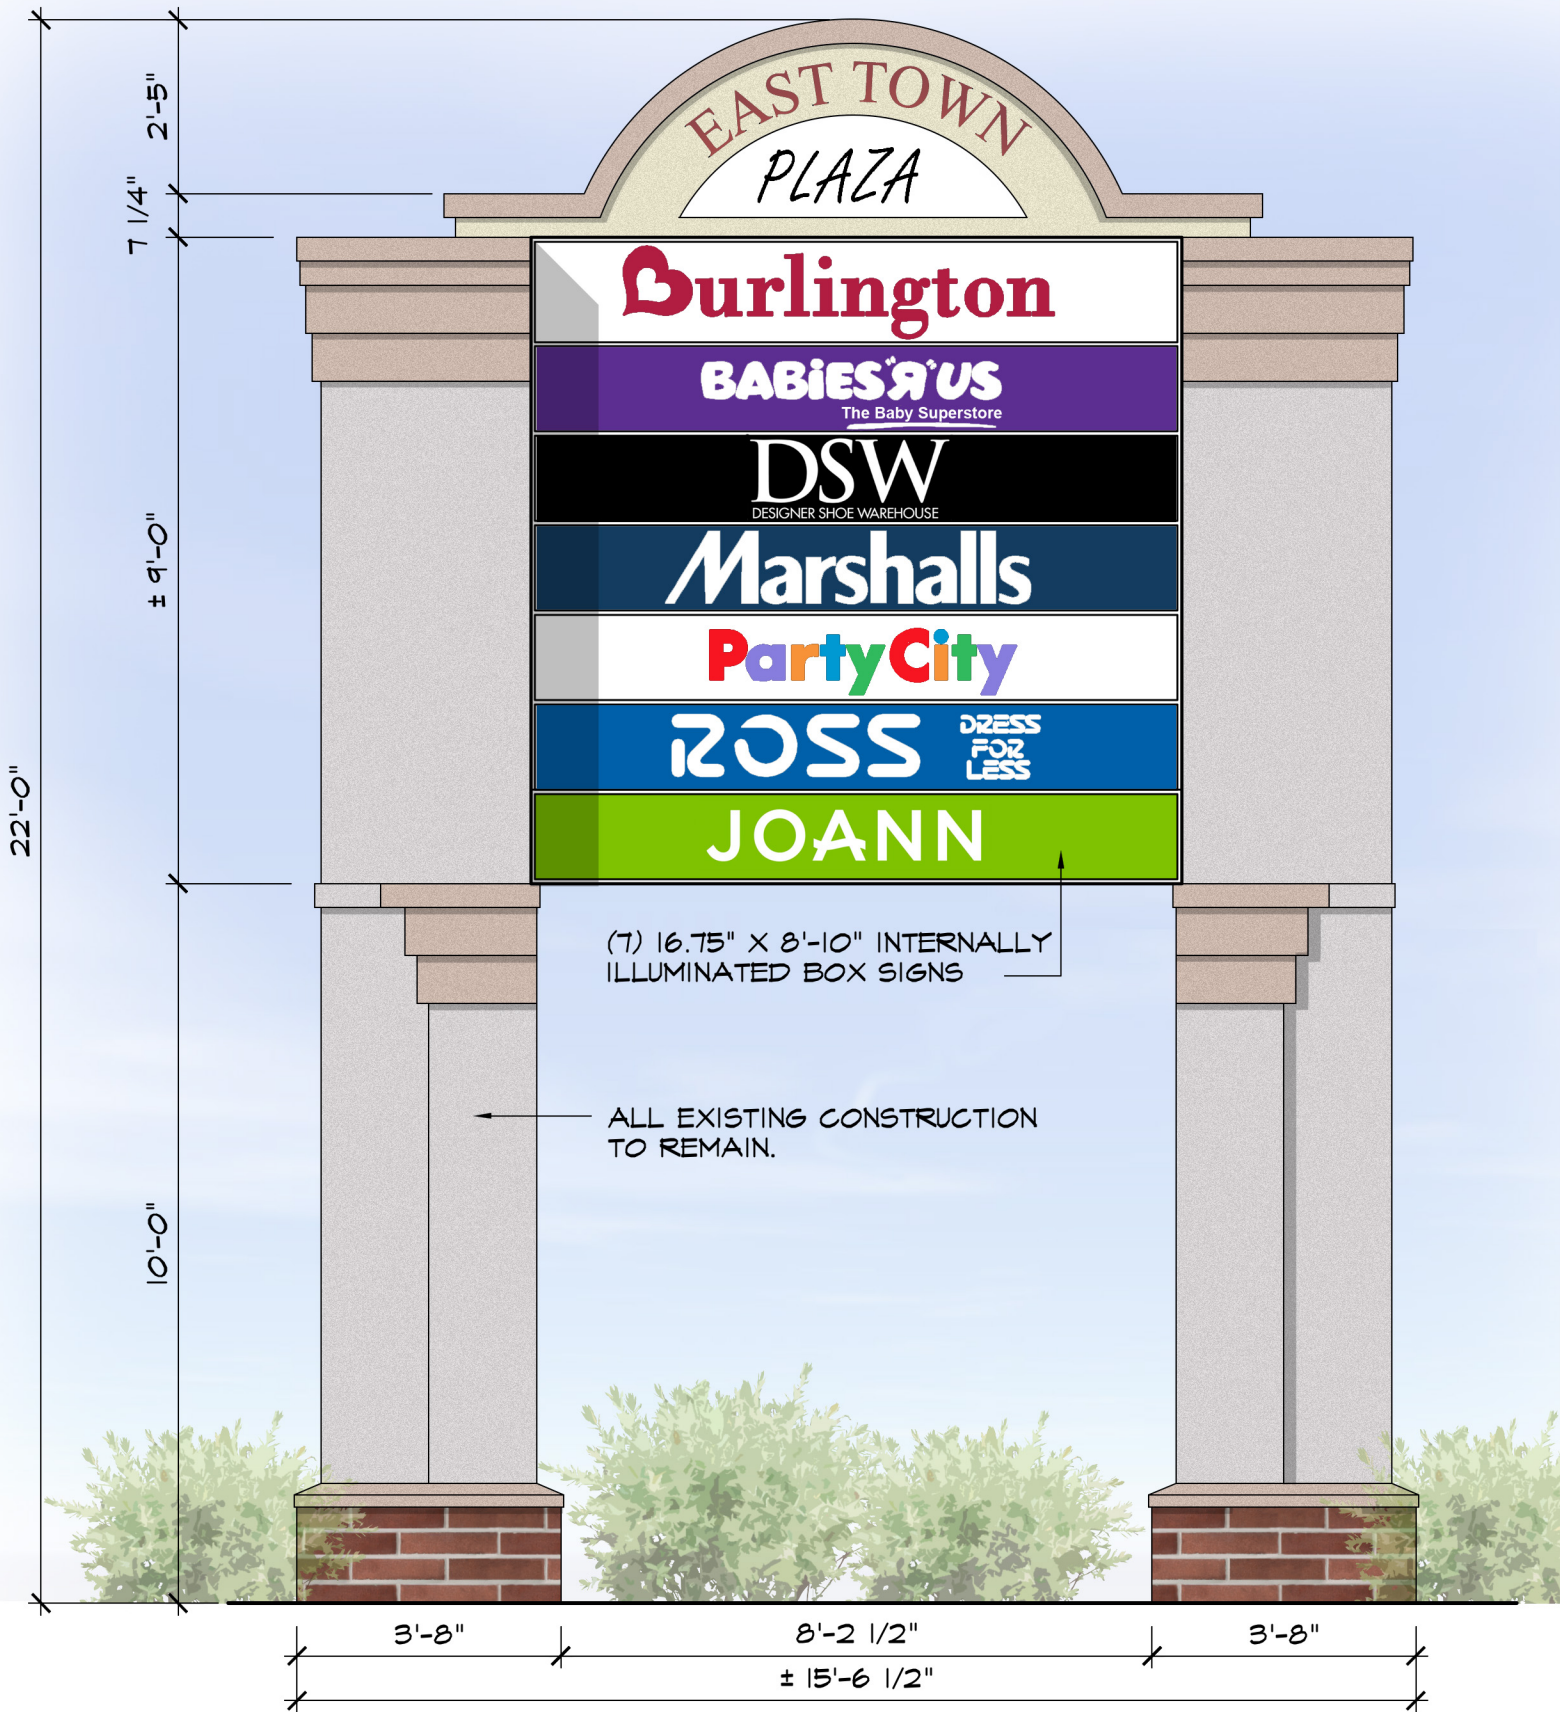 EAST TOWN
PLAZA
Burlington
BABiES"R"US
The Baby Superstore
DSW
DESIGNER SHOE WAREHOUSE
Marshalls
PartyCity
ROSS
DRESS
FOR
LESS
JOANN
(7) 16.75" X 8'-10" INTERNALLY
ILLUMINATED BOX SIGNS
ALL EXISTING CONSTRUCTION
TO REMAIN.
2'-5"
7 1/4"
± 9'-0"
22'-0"
10'-0"
3'-8"
8'-2 1/2"
3'-8"
± 15'-6 1/2"